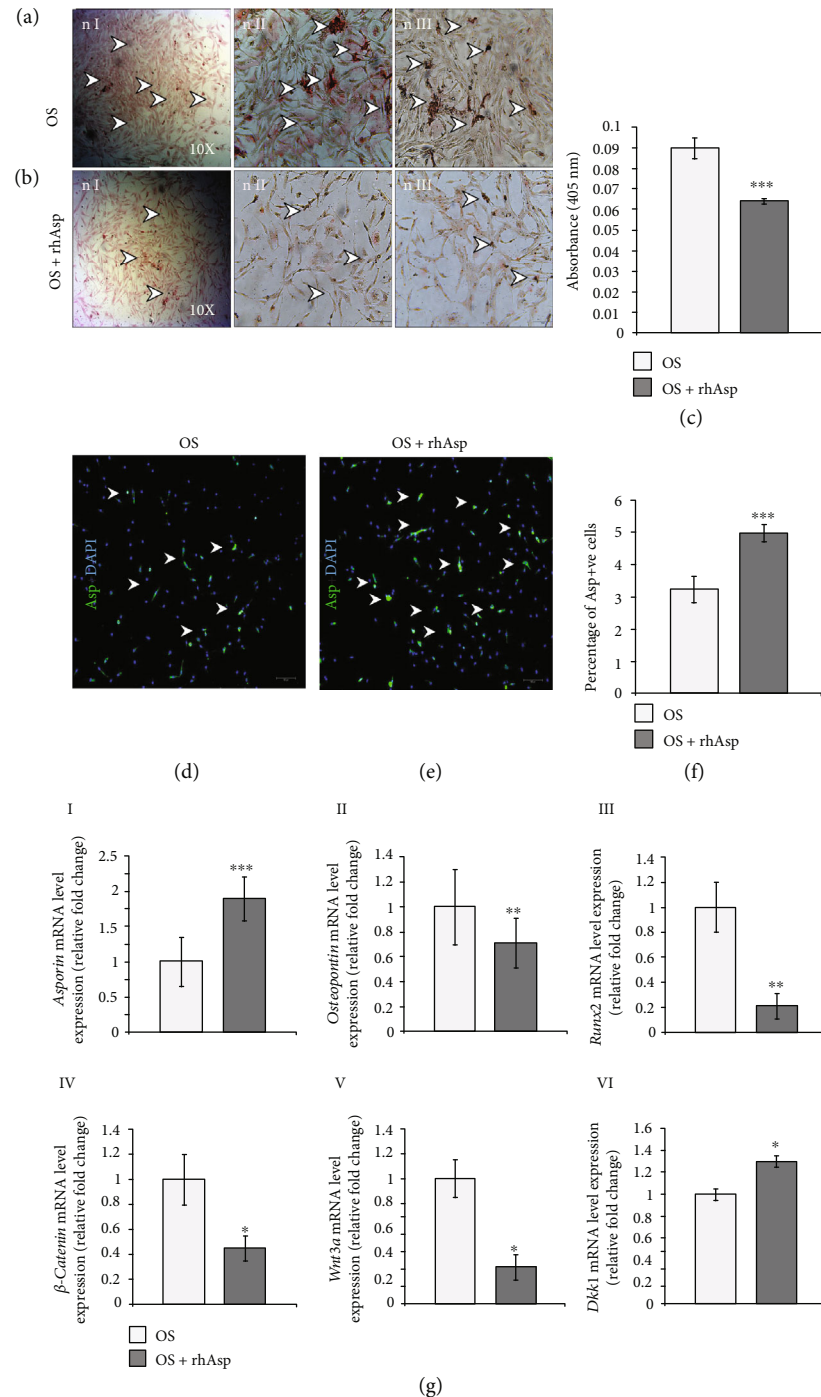 (a)
n I
n II
n III
OS
10X
(b)
n I
n II
n III
OS + rhAsp
10X
Absorbance (405 nm)
0.1
0.09
0.08
0.07
0.06
0.05
0.04
0.03
0.02
0.01
0
***
OS
OS + rhAsp
(c)
OS
Asp DAPI
(d)
OS + rhAsp
Asp DAPI
(e)
Percentage of Asp+ve cells
6
5
4
3
2
1
0
***
OS
OS + rhAsp
(f)
I
Asporin mRNA level
expression (relative fold change)
2.5
2
1.5
1
0.5
0
***
II
Osteopontin mRNA level
expression (relative fold change)
1.4
1.2
1
0.8
0.6
0.4
0.2
0
**
III
Runx2 mRNA level expression
(relative fold change)
1.4
1.2
1
0.8
0.6
0.4
0.2
0
**
IV
β-Catenin mRNA level
expression (relative fold change)
1.4
1.2
1
0.8
0.6
0.4
0.2
0
*
OS
OS + rhAsp
V
Wnt3a mRNA level
expression (relative fold change)
1.4
1.2
1
0.8
0.6
0.4
0.2
0
*
VI
Dkk1 mRNA level expression
(relative fold change)
1.6
1.4
1.2
1
0.8
0.6
0.4
0.2
0
*
(g)